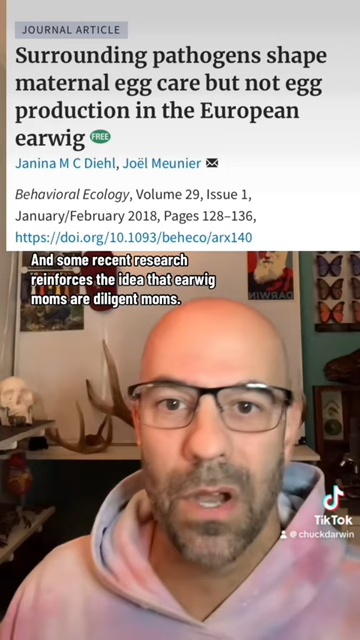 JOURNAL ARTICLE
Surrounding pathogens shape
maternal egg care but not egg
production in the European
earwig FREE
Janina M C Diehl, Joël Meunier
Behavioral Ecology, Volume 29, Issue 1,
January/February 2018, Pages 128–136,
https://doi.org/10.1093/beheco/arx140
And some recent research
reinforces the idea that earwig
moms are diligent moms.
DARWIN
TikTok
@chuckdarwin